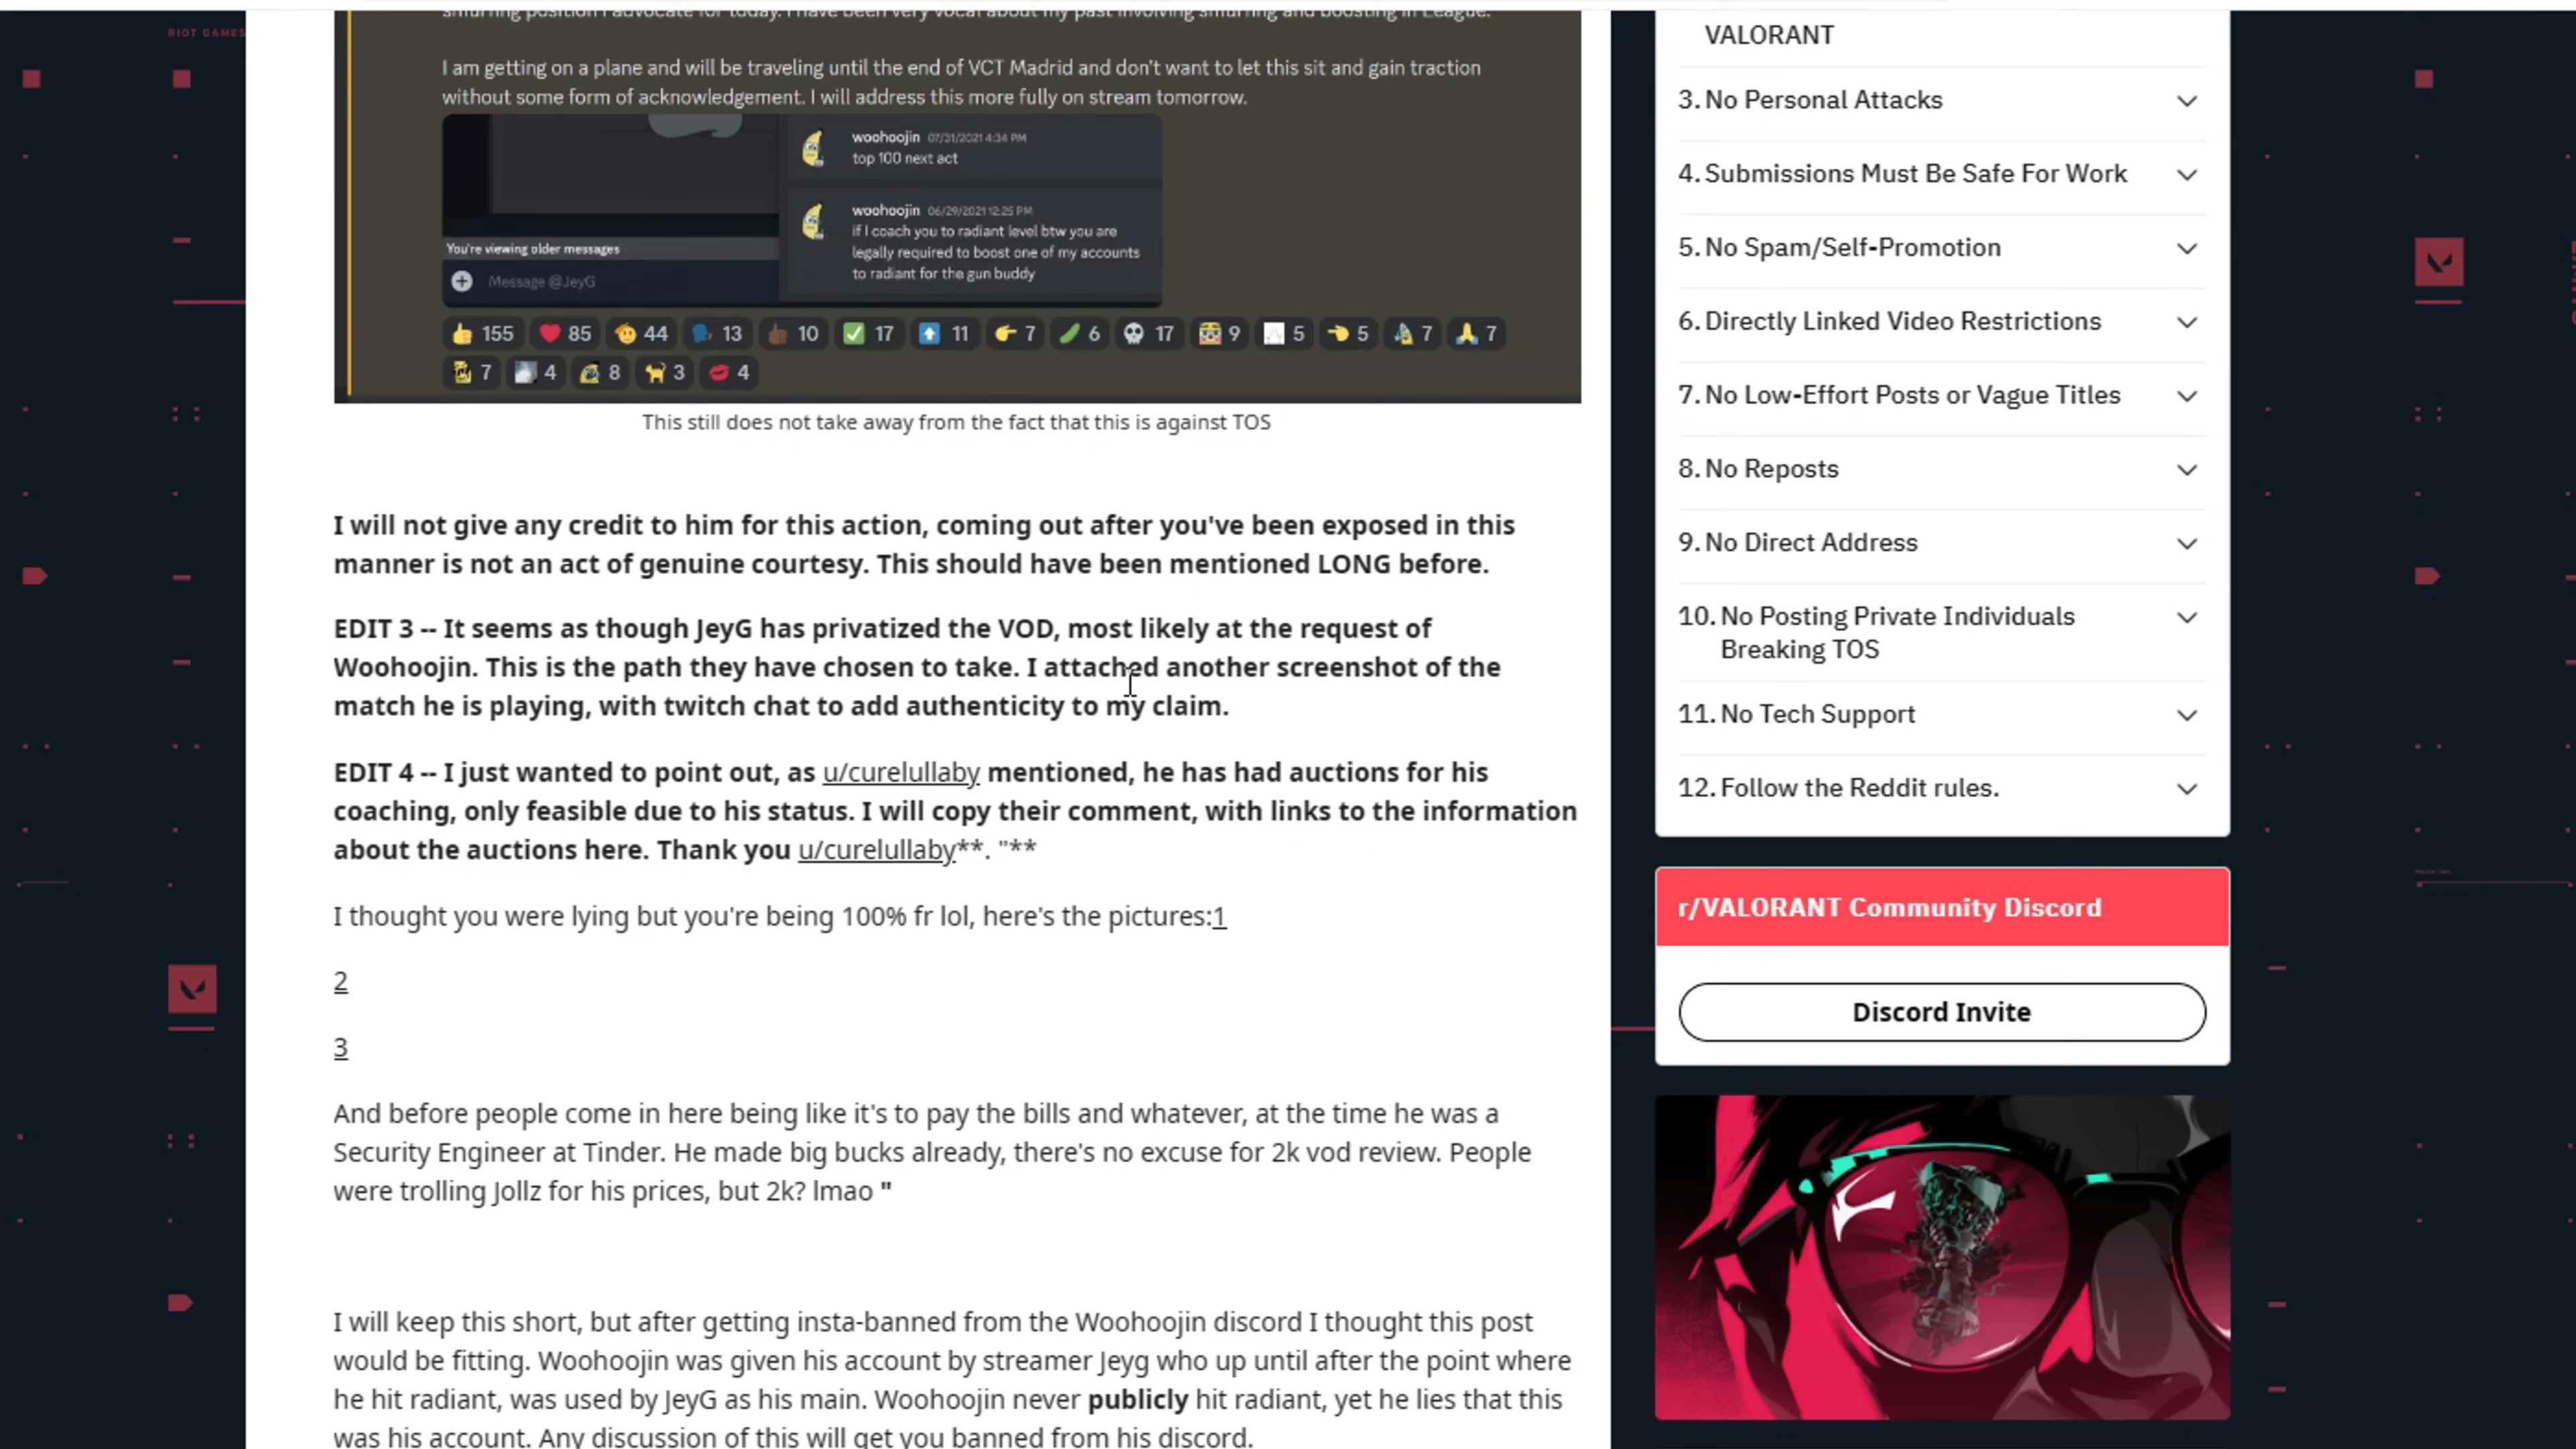 RIOT GAMES
smurfing position I advocate for today. I have been very vocal about my past involving smurfing and boosting in League.
I am getting on a plane and will be traveling until the end of VCT Madrid and don't want to let this sit and gain traction
without some form of acknowledgement. I will address this more fully on stream tomorrow.
woohoojin 07/31/2021 4:34 PM
top 100 next act
woohoojin 06/29/2021 12:25 PM
if I coach you to radiant level btw you are
legally required to boost one of my accounts
to radiant for the gun buddy
You're viewing older messages
Message @JeyG
155 85 44 13 10 17 11 7 6 17 9 5 5 7 7
7 4 8 3 4
This still does not take away from the fact that this is against TOS
I will not give any credit to him for this action, coming out after you've been exposed in this
manner is not an act of genuine courtesy. This should have been mentioned LONG before.
EDIT 3 -- It seems as though JeyG has privatized the VOD, most likely at the request of
Woohoojin. This is the path they have chosen to take. I attached another screenshot of the
match he is playing, with twitch chat to add authenticity to my claim.
EDIT 4 -- I just wanted to point out, as u/curelullaby mentioned, he has had auctions for his
coaching, only feasible due to his status. I will copy their comment, with links to the information
about the auctions here. Thank you u/curelullaby**. "**
I thought you were lying but you're being 100% fr lol, here's the pictures:1
2
3
And before people come in here being like it's to pay the bills and whatever, at the time he was a
Security Engineer at Tinder. He made big bucks already, there's no excuse for 2k vod review. People
were trolling Jollz for his prices, but 2k? lmao "
I will keep this short, but after getting insta-banned from the Woohoojin discord I thought this post
would be fitting. Woohoojin was given his account by streamer Jeyg who up until after the point where
he hit radiant, was used by JeyG as his main. Woohoojin never publicly hit radiant, yet he lies that this
was his account. Any discussion of this will get you banned from his discord.
VALORANT
3. No Personal Attacks
4. Submissions Must Be Safe For Work
5. No Spam/Self-Promotion
6. Directly Linked Video Restrictions
7. No Low-Effort Posts or Vague Titles
8. No Reposts
9. No Direct Address
10. No Posting Private Individuals
Breaking TOS
11. No Tech Support
12. Follow the Reddit rules.
r/VALORANT Community Discord
Discord Invite